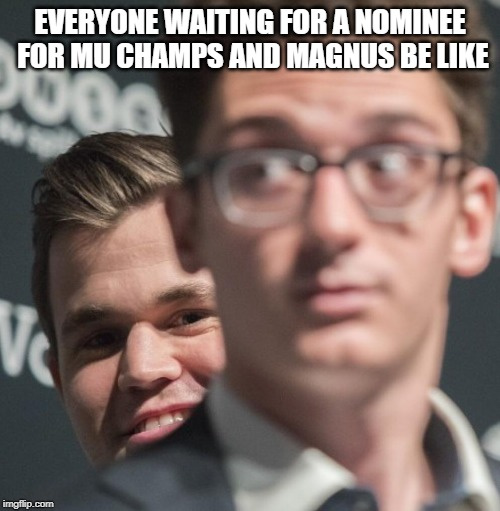 EVERYONE WAITING FOR A NOMINEE
FOR MU CHAMPS AND MAGNUS BE LIKE
imgflip.com